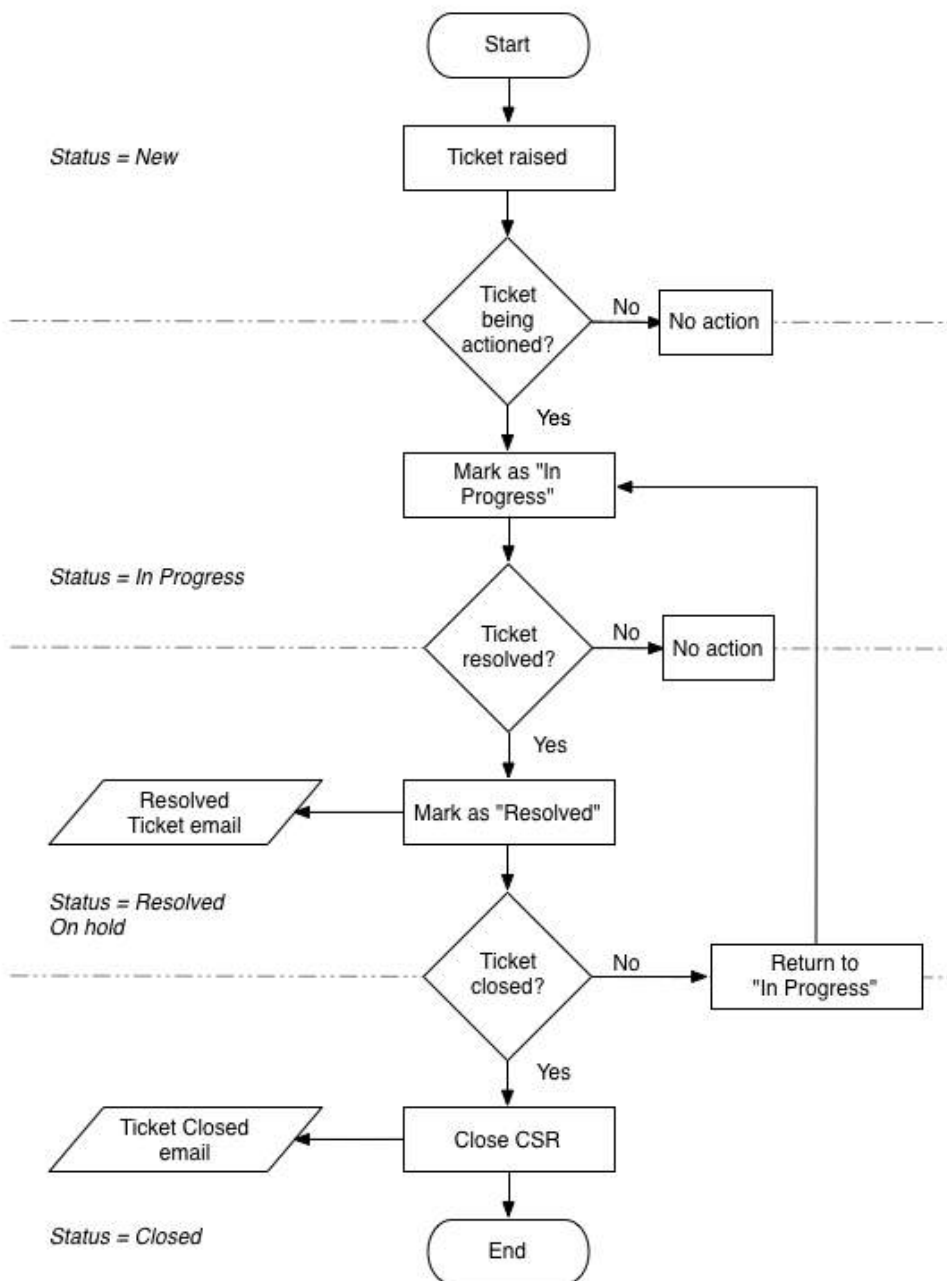 Start
Status = New
Ticket raised
Ticket
being
actioned?
No
No action
Yes
Mark as "In
Progress"
Status = In Progress
Ticket
resolved?
No
No action
Yes
Resolved
Ticket email
Mark as "Resolved"
Status = Resolved
On hold
Ticket
closed?
No
Return to
"In Progress"
Yes
Ticket Closed
email
Close CSR
Status = Closed
End